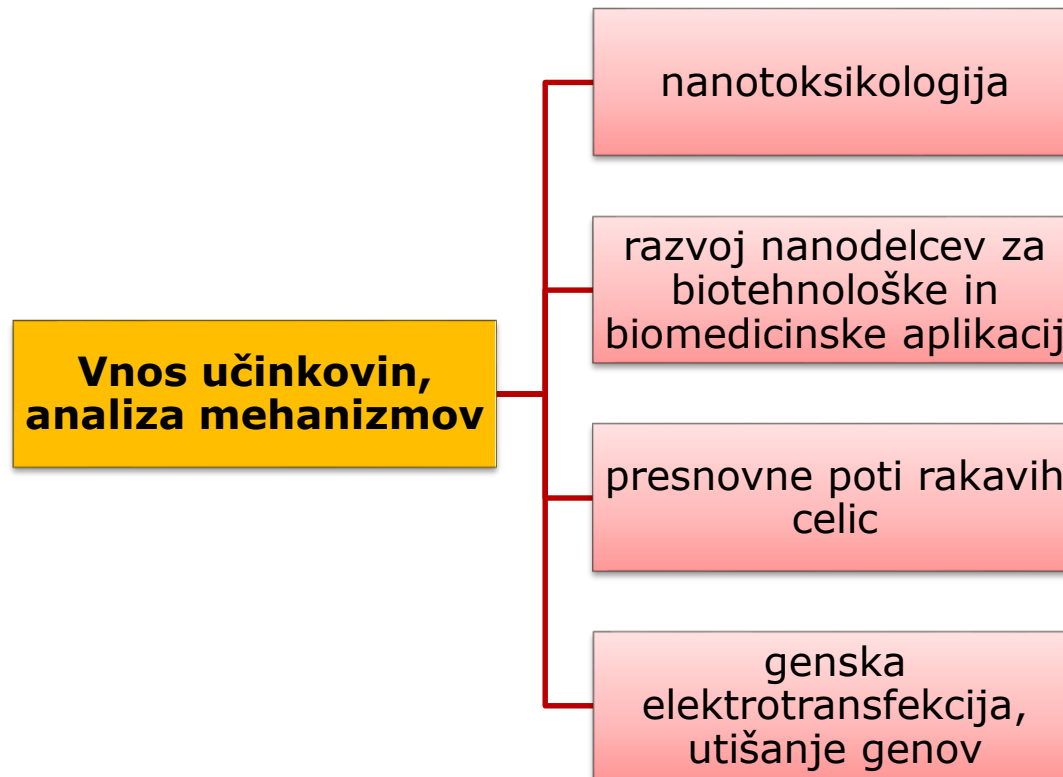 nanotoksikologija
razvoj nanodelcev za
biotehnološke in
biomedicinske aplikacij
Vnos učinkovin,
analiza mehanizmov
presnovne poti rakavih
celic
genska
elektrotransfekcija,
utišanje genov